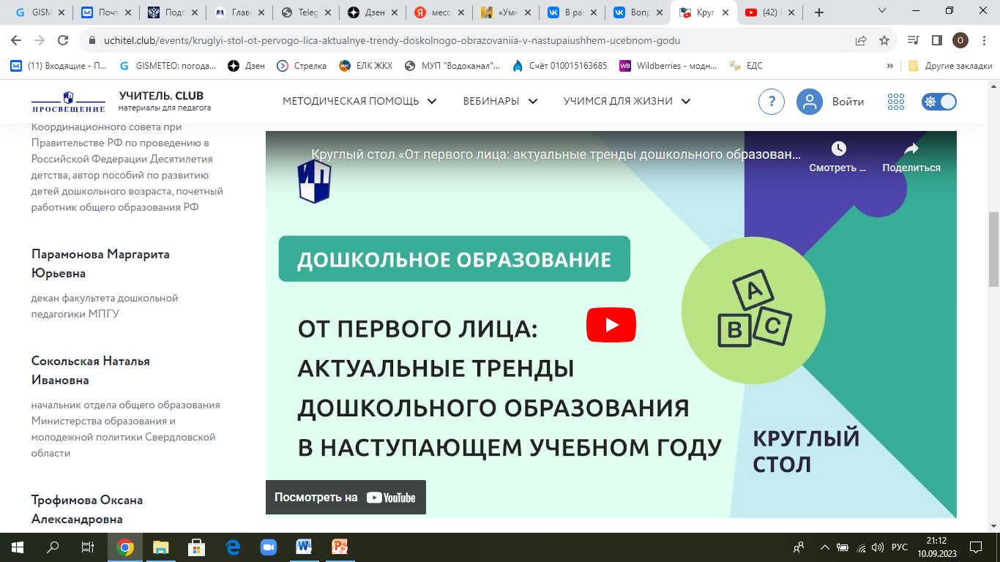 GISM
Почт
Подп
Глав
Teleg
Дзен
месс
«Умн
В рам
Вопр
Круг.
(42)
uchitel.club/events/kruglyi-stol-ot-pervogo-lica-aktualnye-trendy-doskolnogo-obrazovaniia-v-nastupaiushhem-ucebnom-godu
О
(11) Входящие - П...
GISMETEO: погода...
Дзен
Стрелка
ЕЛК ЖКХ
МУП "Водоканал"...
Счёт 010015163685
WB
Wildberries - модн...
ЕДС
»
Другие закладки
ПРОСВЕЩЕНИЕ
УЧИТЕЛЬ. CLUB
материалы для педагога
МЕТОДИЧЕСКАЯ ПОМОЩЬ
ВЕБИНАРЫ
УЧИМСЯ ДЛЯ ЖИЗНИ
?
Войти
Координационного совета при
Правительстве РФ по проведению в
Российской Федерации Десятилетия
детства, автор пособий по развитию
детей дошкольного возраста, почетный
работник общего образования РФ
Парамонова Маргарита
Юрьевна
декан факультета дошкольной
педагогики МПГУ
Сокольская Наталья
Ивановна
начальник отдела общего образования
Министерства образования и
молодежной политики Свердловской
области
Трофимова Оксана
Александровна
Круглый стол «От первого лица: актуальные тренды дошкольного образован...
Смотреть ...
Поделиться
ИП
ДОШКОЛЬНОЕ ОБРАЗОВАНИЕ
ОТ ПЕРВОГО ЛИЦА:
АКТУАЛЬНЫЕ ТРЕНДЫ
ДОШКОЛЬНОГО ОБРАЗОВАНИЯ
В НАСТУПАЮЩЕМ УЧЕБНОМ ГОДУ
A
B C
КРУГЛЫЙ
СТОЛ
Посмотреть на YouTube
РУС
21:12
10.09.2023